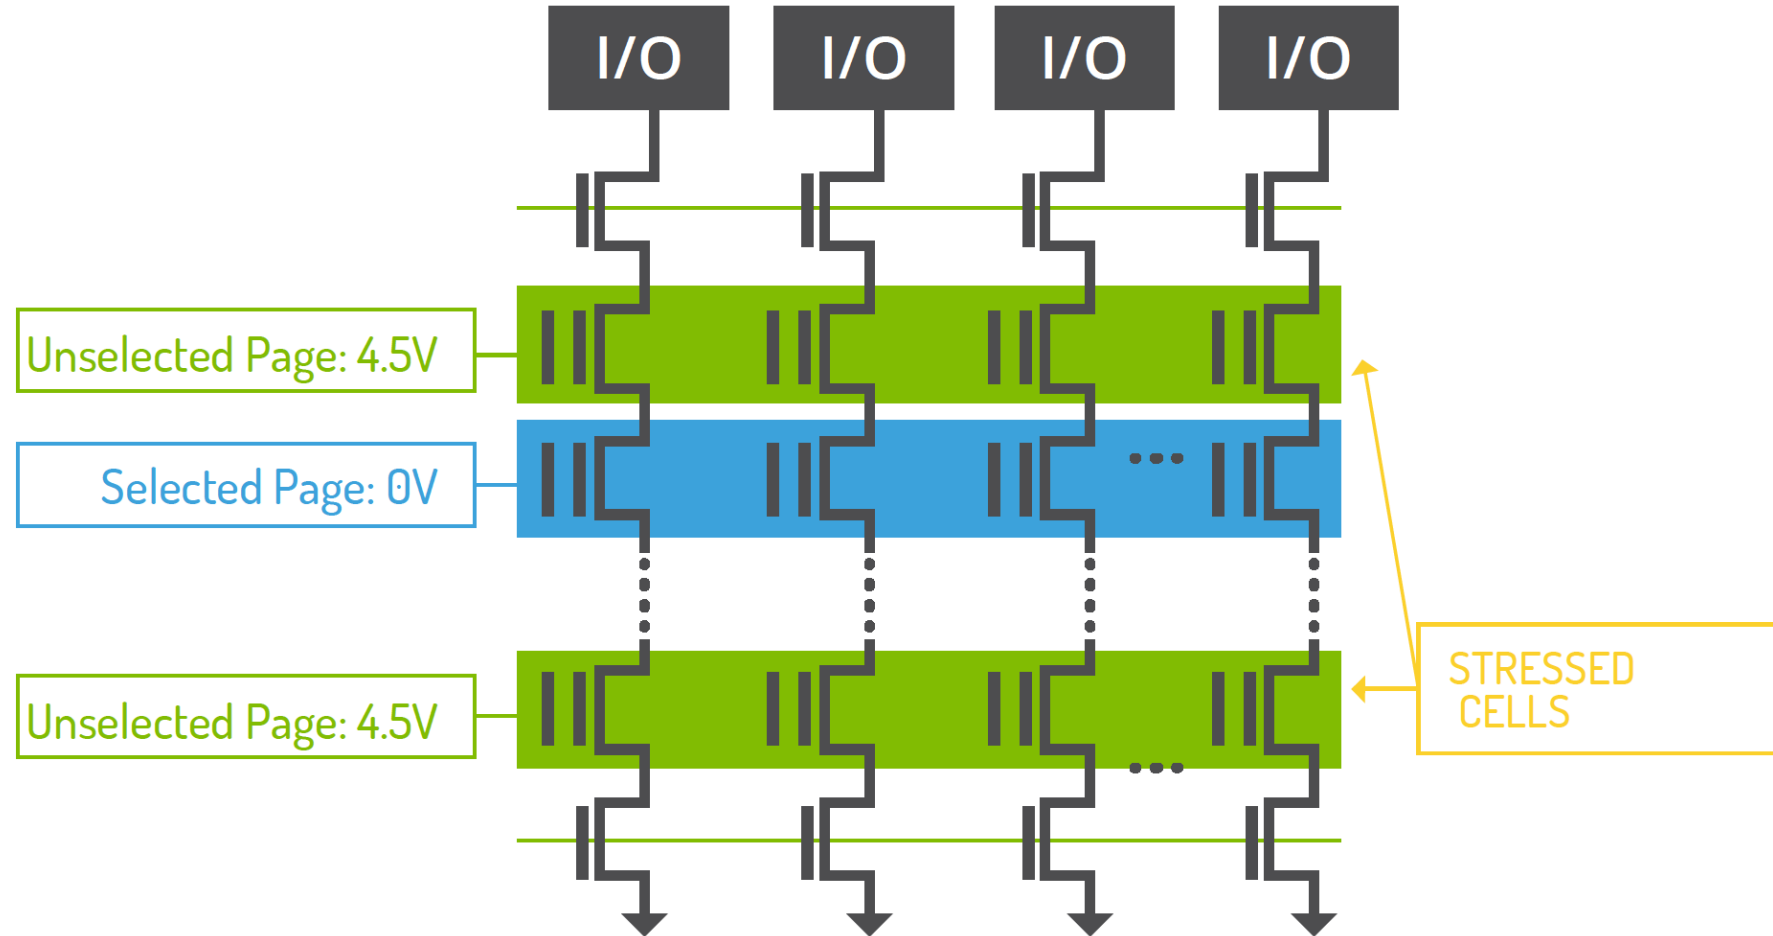 I/O I/O I/O I/O
Unselected Page: 4.5V
Selected Page: 0V
Unselected Page: 4.5V
STRESSED
CELLS